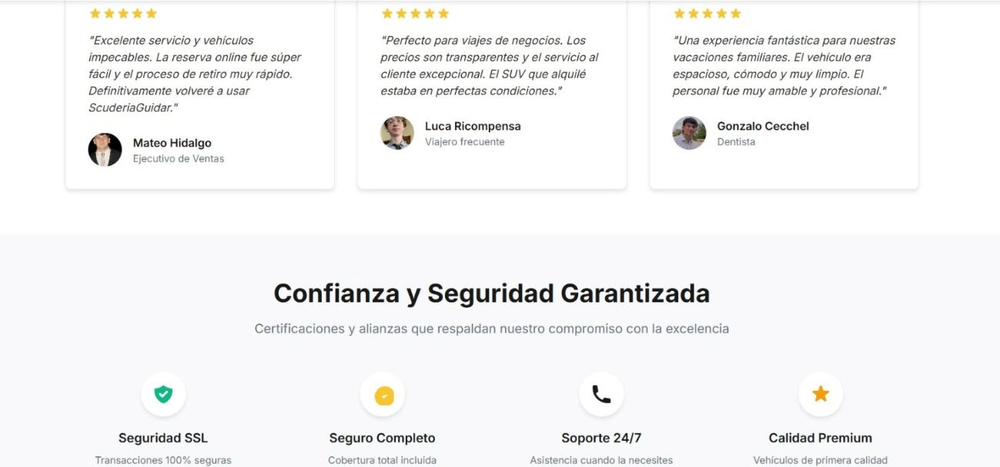 "Excelente servicio y vehículos
impecables. La reserva online fue súper
fácil y el proceso de retiro muy rápido.
Definitivamente volveré a usar
ScuderiaGuidar."
Mateo Hidalgo
Ejecutivo de Ventas
"Perfecto para viajes de negocios. Los
precios son transparentes y el servicio al
cliente excepcional. El SUV que alquilé
estaba en perfectas condiciones."
Luca Ricompensa
Viajero frecuente
"Una experiencia fantástica para nuestras
vacaciones familiares. El vehículo era
espacioso, cómodo y muy limpio. El
personal fue muy amable y profesional."
Gonzalo Cecchel
Dentista
Confianza y Seguridad Garantizada
Certificaciones y alianzas que respaldan nuestro compromiso con la excelencia
Seguridad SSL
Transacciones 100% seguras
Seguro Completo
Cobertura total incluida
Soporte 24/7
Asistencia cuando la necesites
Calidad Premium
Vehículos de primera calidad